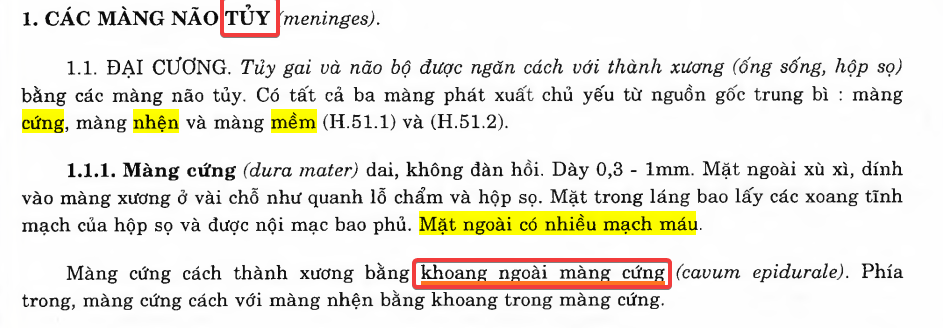 1. CÁC MÀNG NÃO TỦY (meninges).
1.1. ĐẠI CƯƠNG. Tủy gai và não bộ được ngăn cách với thành xương (ống sống, hộp sọ)
bằng các màng não tủy. Có tất cả ba màng phát xuất chủ yếu từ nguồn gốc trung bì : màng
cứng, màng nhện và màng mềm (H.51.1) và (H.51.2).
1.1.1. Màng cứng (dura mater) dai, không đàn hồi. Dày 0,3 - 1mm. Mặt ngoài xù xì, dính
vào màng xương ở vài chỗ như quanh lỗ chẩm và hộp sọ. Mặt trong láng bao lấy các xoang tĩnh
mạch của hộp sọ và được nội mạc bao phủ. Mặt ngoài có nhiều mạch máu.
Màng cứng cách thành xương bằng khoang ngoài màng cứng (cavum epidurale). Phía
trong, màng cứng cách với màng nhện bằng khoang trong màng cứng.